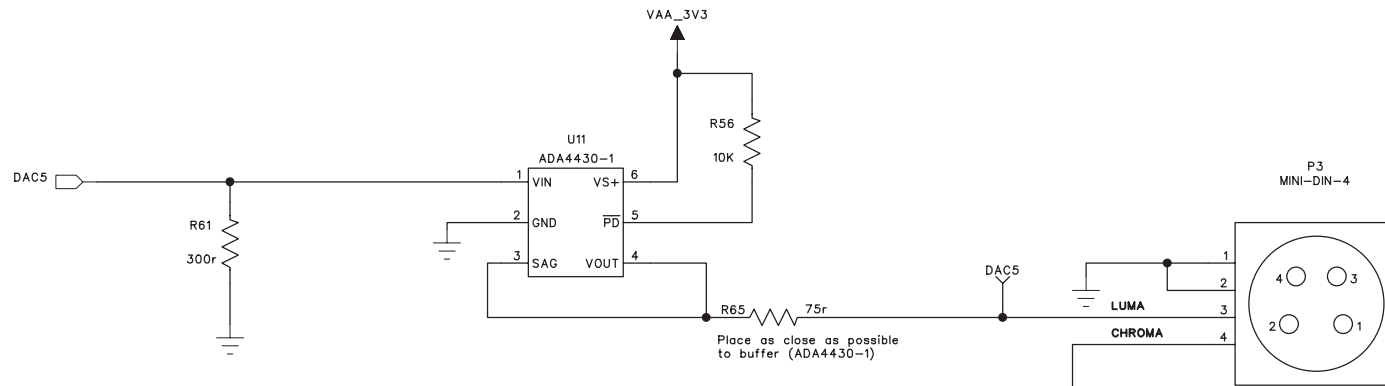 VAA_3V3
R56
10K
U11
ADA4430-1
P3
MINI-DIN-4
DAC5
1 VIN VS+ 6
R61
300r
2 GND PD 5
3 SAG VOUT 4
DAC5
1
2
3
4
4 3
2 1
R65 75r
LUMA
CHROMA
Place as close as possible
to buffer (ADA4430-1)